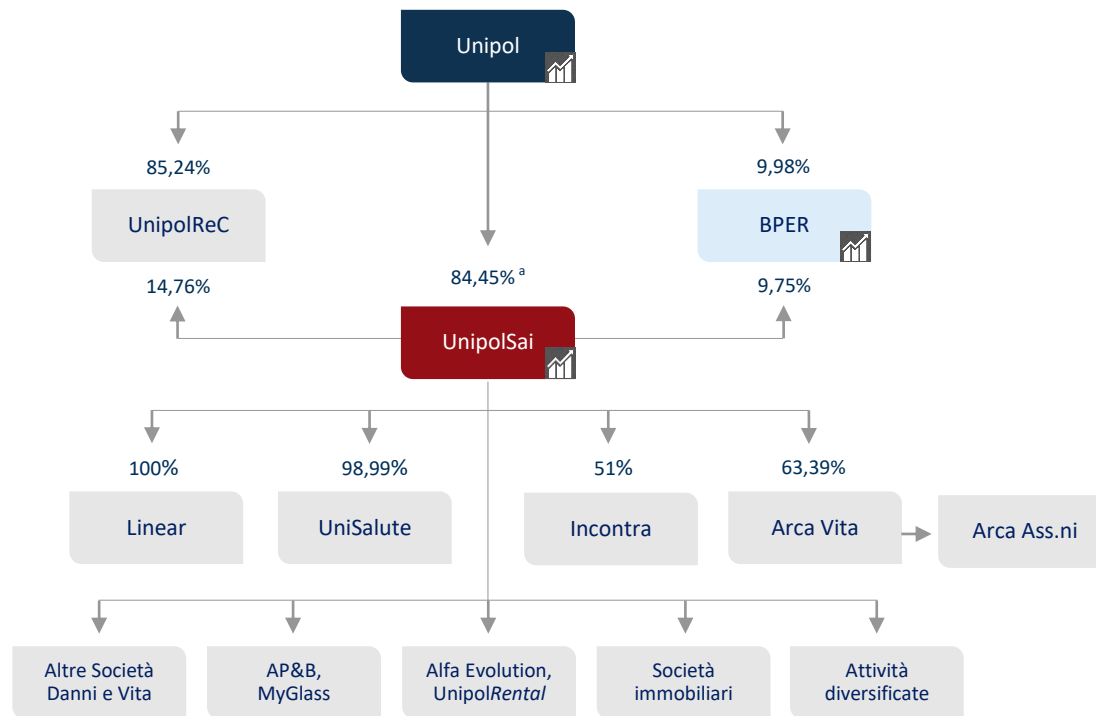 Unipol
85,24%
9,98%
UnipolReC
BPER
14,76%
84,45% a
9,75%
UnipolSai
100%
98,99%
51%
63,39%
Linear
UniSalute
Incontra
Arca Vita
Arca Ass.ni
Altre Società
Danni e Vita
AP&B,
MyGlass
Alfa Evolution,
UnipolRental
Società
immobiliari
Attività
diversificate